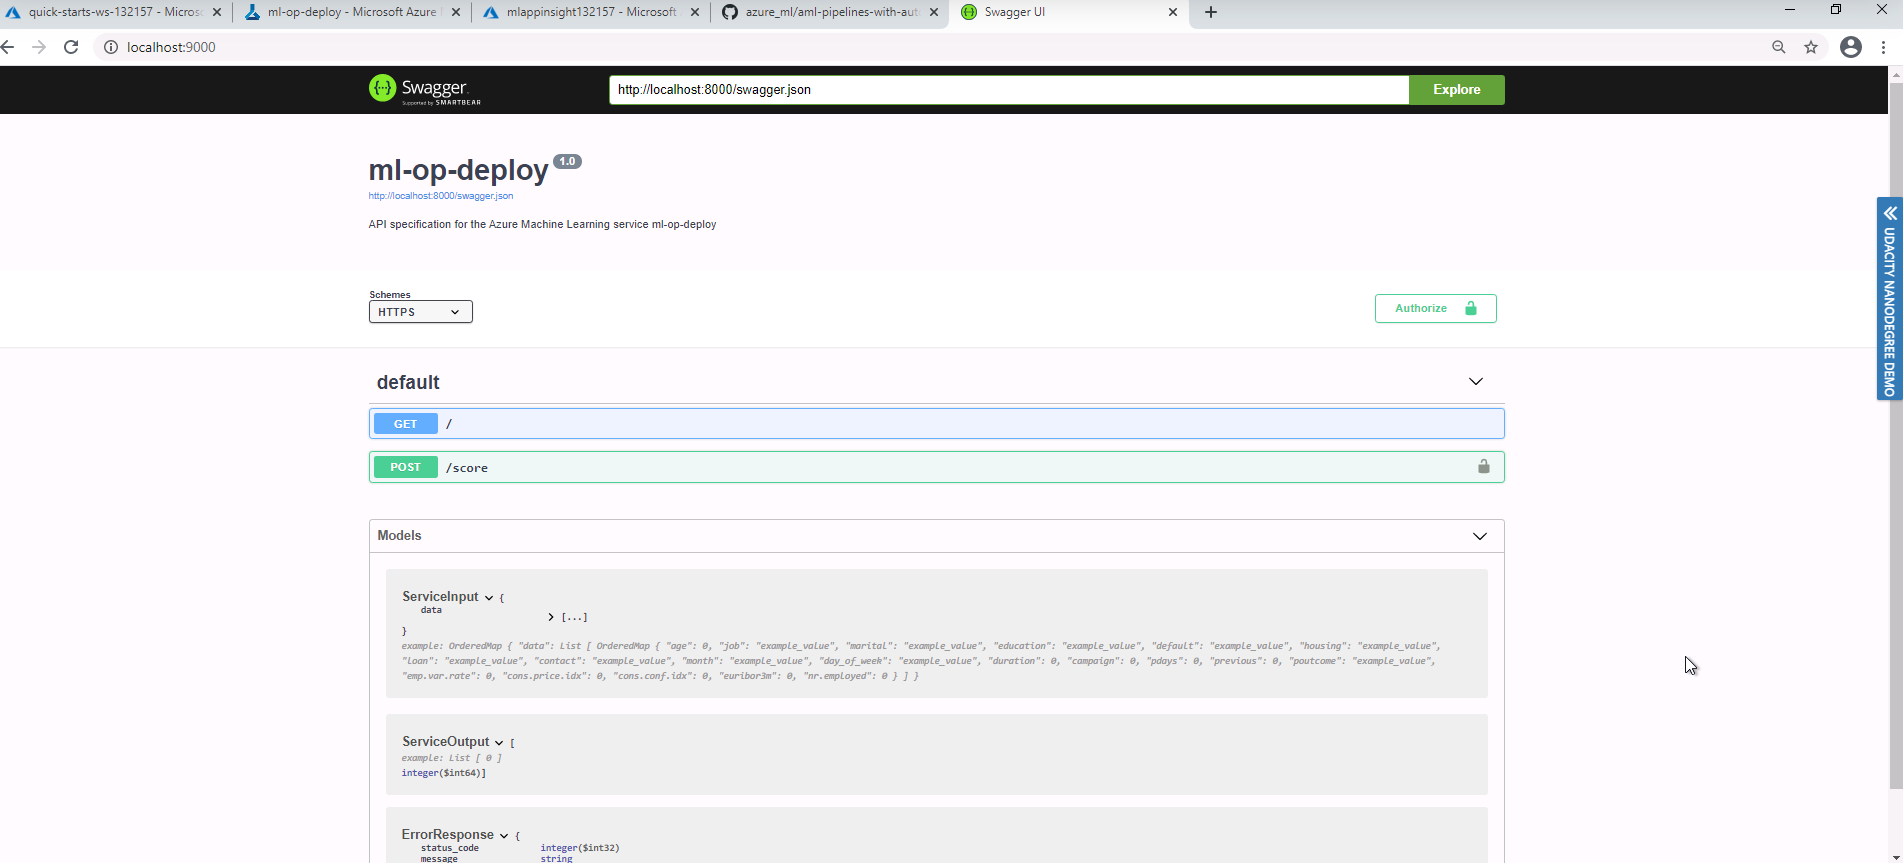 quick-starts-ws-132157 - Micros
ml-op-deploy - Microsoft Azure
mlappinsight132157 - Microsoft
azure_ml/aml-pipelines-with-aut
Swagger UI
localhost:9000
Swagger.
Supported by SMARTBEAR
http://localhost:8000/swagger.json
Explore
ml-op-deploy 1.0
http://localhost:8000/swagger.json
API specification for the Azure Machine Learning service ml-op-deploy
Schemes
HTTPS
Authorize
default
GET /
POST /score
Models
ServiceInput {
data
[...]
}
example: OrderedMap { "data": List [ OrderedMap { "age": 0, "job": "example_value", "marital": "example_value", "education": "example_value", "default": "example_value", "housing": "example_value",
"loan": "example_value", "contact": "example_value", "month": "example_value", "day_of_week": "example_value", "duration": 0, "campaign": 0, "pdays": 0, "previous": 0, "poutcome": "example_value",
"emp.var.rate": 0, "cons.price.idx": 0, "cons.conf.idx": 0, "euribor3m": 0, "nr.employed": 0 } ] }
ServiceOutput [
example: List [ 0 ]
integer($int64)]
ErrorResponse {
status_code integer($int32)
message string
UDACITY NANODEGREE DEMO